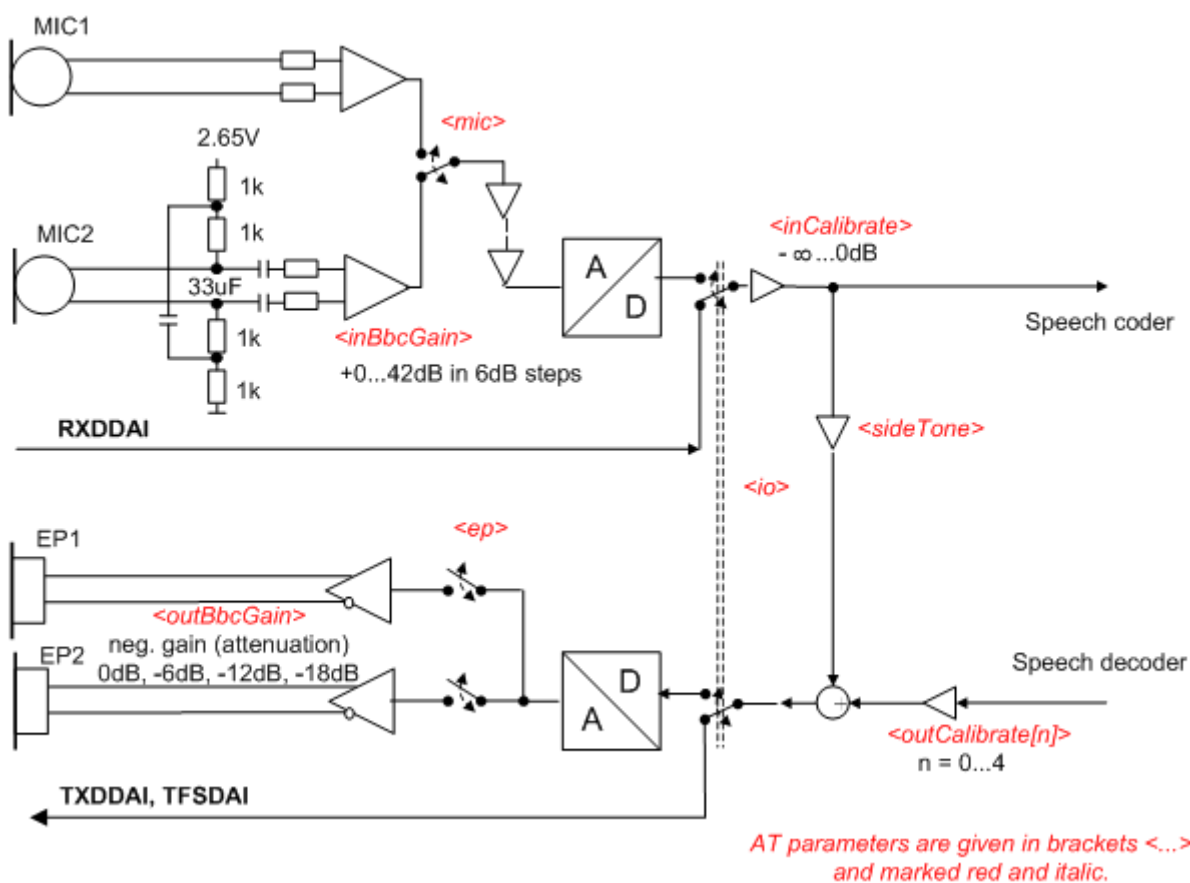 MIC1
<mic>
2.65V
1k
1k
MIC2
33uF
1k
1k
<inBbcGain>
+0...42dB in 6dB steps
A
D
<inCalibrate>
- ∞ ...0dB
Speech coder
RXDDAI
<sideTone>
<io>
EP1
<ep>
<outBbcGain>
neg. gain (attenuation)
0dB, -6dB, -12dB, -18dB
EP2
D
A
Speech decoder
<outCalibrate[n]>
n = 0...4
TXDDAI, TFSDAI
AT parameters are given in brackets <...>
and marked red and italic.